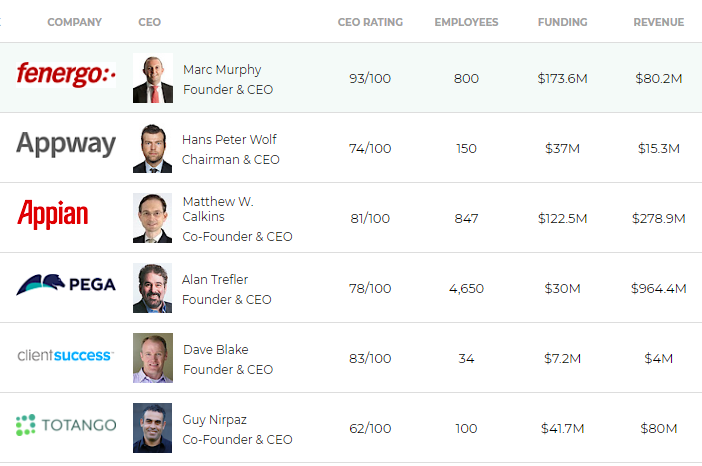 COMPANY CEO CEO RATING EMPLOYEES FUNDING REVENUE
fenergo Marc Murphy 93/100 800 $173.6M $80.2M
Founder & CEO
Appway Hans Peter Wolf 74/100 150 $37M $15.3M
Chairman & CEO
Appian Matthew W. 81/100 847 $122.5M $278.9M
Calkins
Co-Founder & CEO
PEGA Alan Trefler 78/100 4,650 $30M $964.4M
Founder & CEO
clientsuccess Dave Blake 83/100 34 $7.2M $4M
Founder & CEO
TOTANGO Guy Nirpaz 62/100 100 $41.7M $80M
Co-Founder & CEO